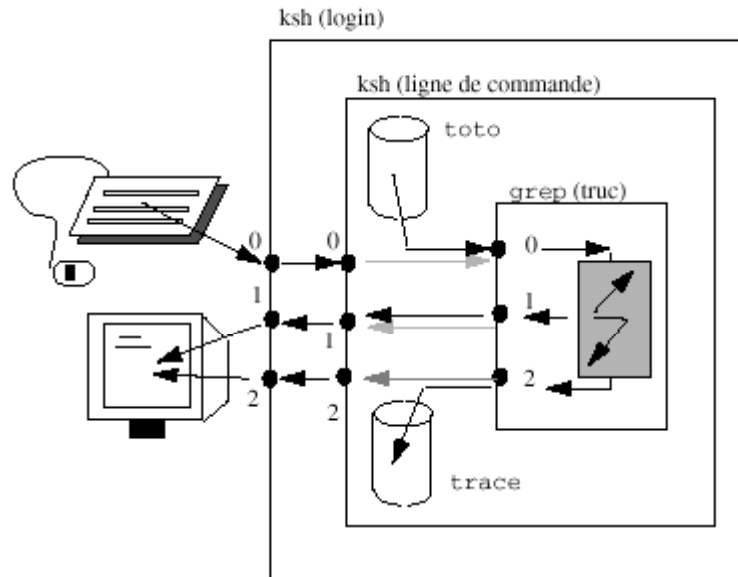 ksh (login)
ksh (ligne de commande)
toto
grep (truc)
0
0
0
1
1
1
2
2
2
trace